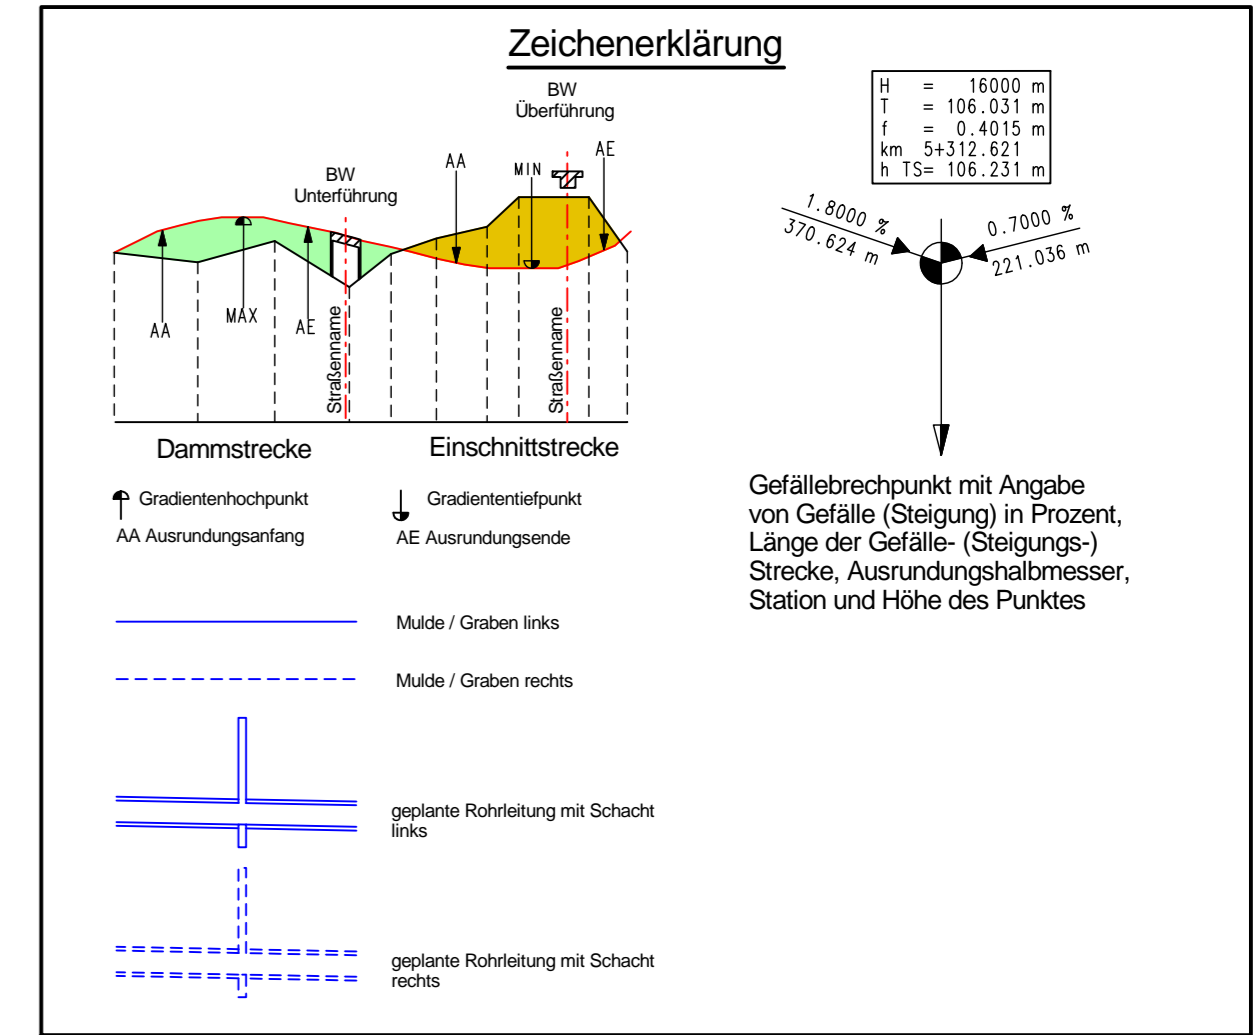 Zeichenerklärung
BW
Überführung
BW
Unterführung
AA
MIN
AE
AA
MAX
AE
Straßenname
Straßenname
Dammstrecke
Einschnittstrecke
Gradientenhochpunkt
Gradiententiefpunkt
AA Ausrundungsanfang
AE Ausrundungsende
Mulde / Graben links
Mulde / Graben rechts
geplante Rohrleitung mit Schacht
links
geplante Rohrleitung mit Schacht
rechts
H = 16000 m
T = 106.031 m
f = 0.4015 m
km 5+312.621
h TS= 106.231 m
1.8000 %
370.624 m
0.7000 %
221.036 m
Gefällebrechpunkt mit Angabe
von Gefälle (Steigung) in Prozent,
Länge der Gefälle- (Steigungs-)
Strecke, Ausrundungshalbmesser,
Station und Höhe des Punktes